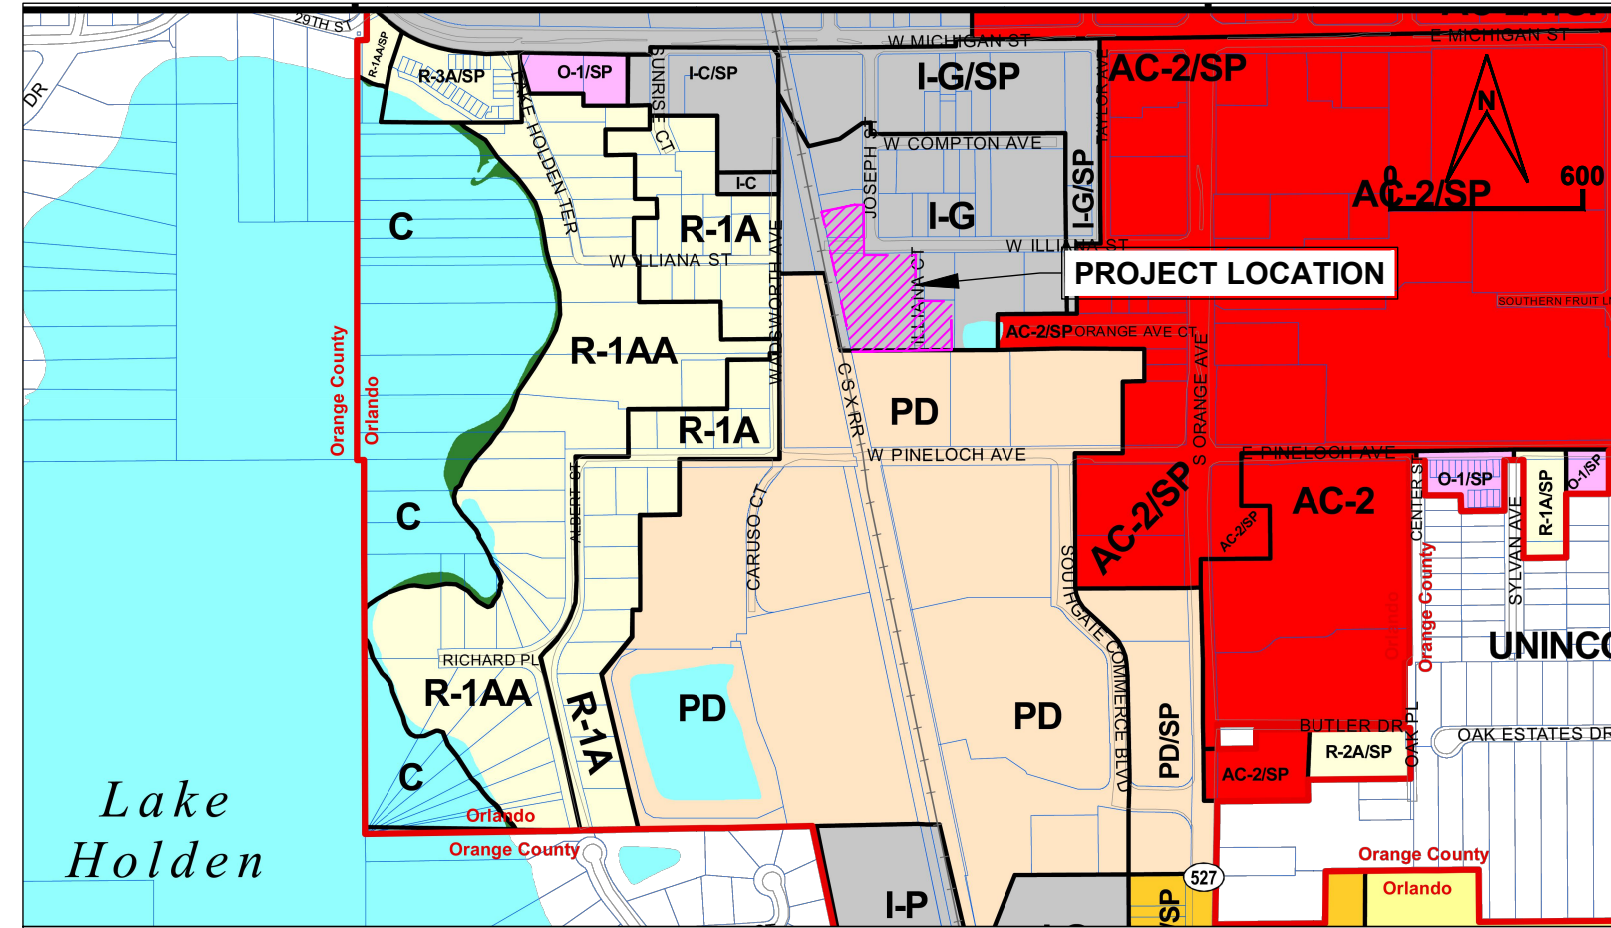 29TH ST
W MICHIGAN ST
E MICHIGAN ST
R-1AA/SP
R-3A/SP
O-1/SP
SUNRISE CT
I-C/SP
I-G/SP
TAYLOR AVE
AC-2/SP
N
DR
LAKE HOLDEN TER
JOSEPH ST
W COMPTON AVE
I-G/SP
0
600
AC-2/SP
I-C
C
R-1A
I-G
W ILLIANA ST
W ILLIANA ST
WADSWORTH AVE
ILLIANA CT
PROJECT LOCATION
SOUTHERN FRUIT L
AC-2/SP
ORANGE AVE CT
Orange County
Orlando
R-1AA
C S X RR
PD
S ORANGE AVE
R-1A
W PINELOCH AVE
E PINELOCH AVE
ALBERT CT
CARUSO CT
AC-2/SP
AC-2/SP
AC-2
CENTER ST
O-1/SP
SYLVAN AVE
R-1A/SP
O-1/SP
C
SOUTHGATE COMMERCE BLVD
Orlando
Orange County
UNINCO
RICHARD PL
R-1AA
R-1A
PD
PD
PD/SP
BUTLER DR
OAK PL
OAK ESTATES DR
R-2A/SP
AC-2/SP
C
Lake
Holden
Orlando
Orange County
Orange County
Orlando
527
I-P
/SP